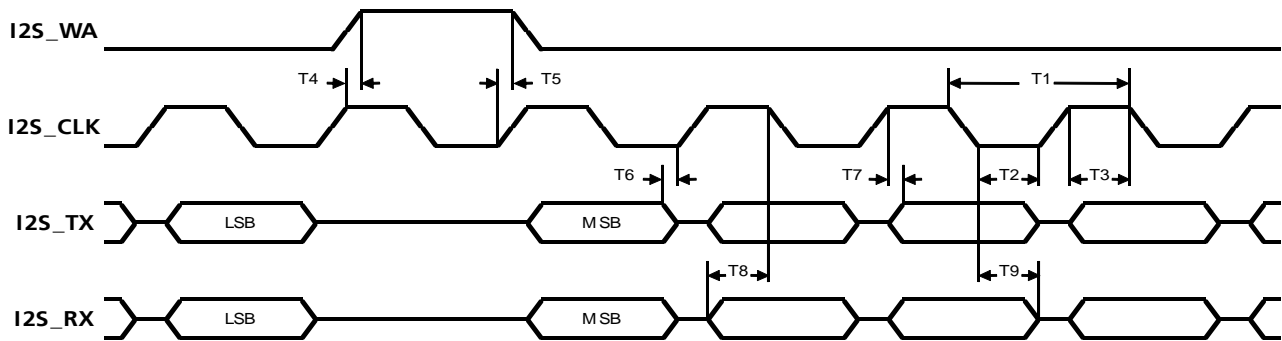 I2S_WA
T4
T5
T1
I2S_CLK
T6
T7
T2
T3
I2S_TX
LSB
MSB
T8
T9
I2S_RX
LSB
MSB